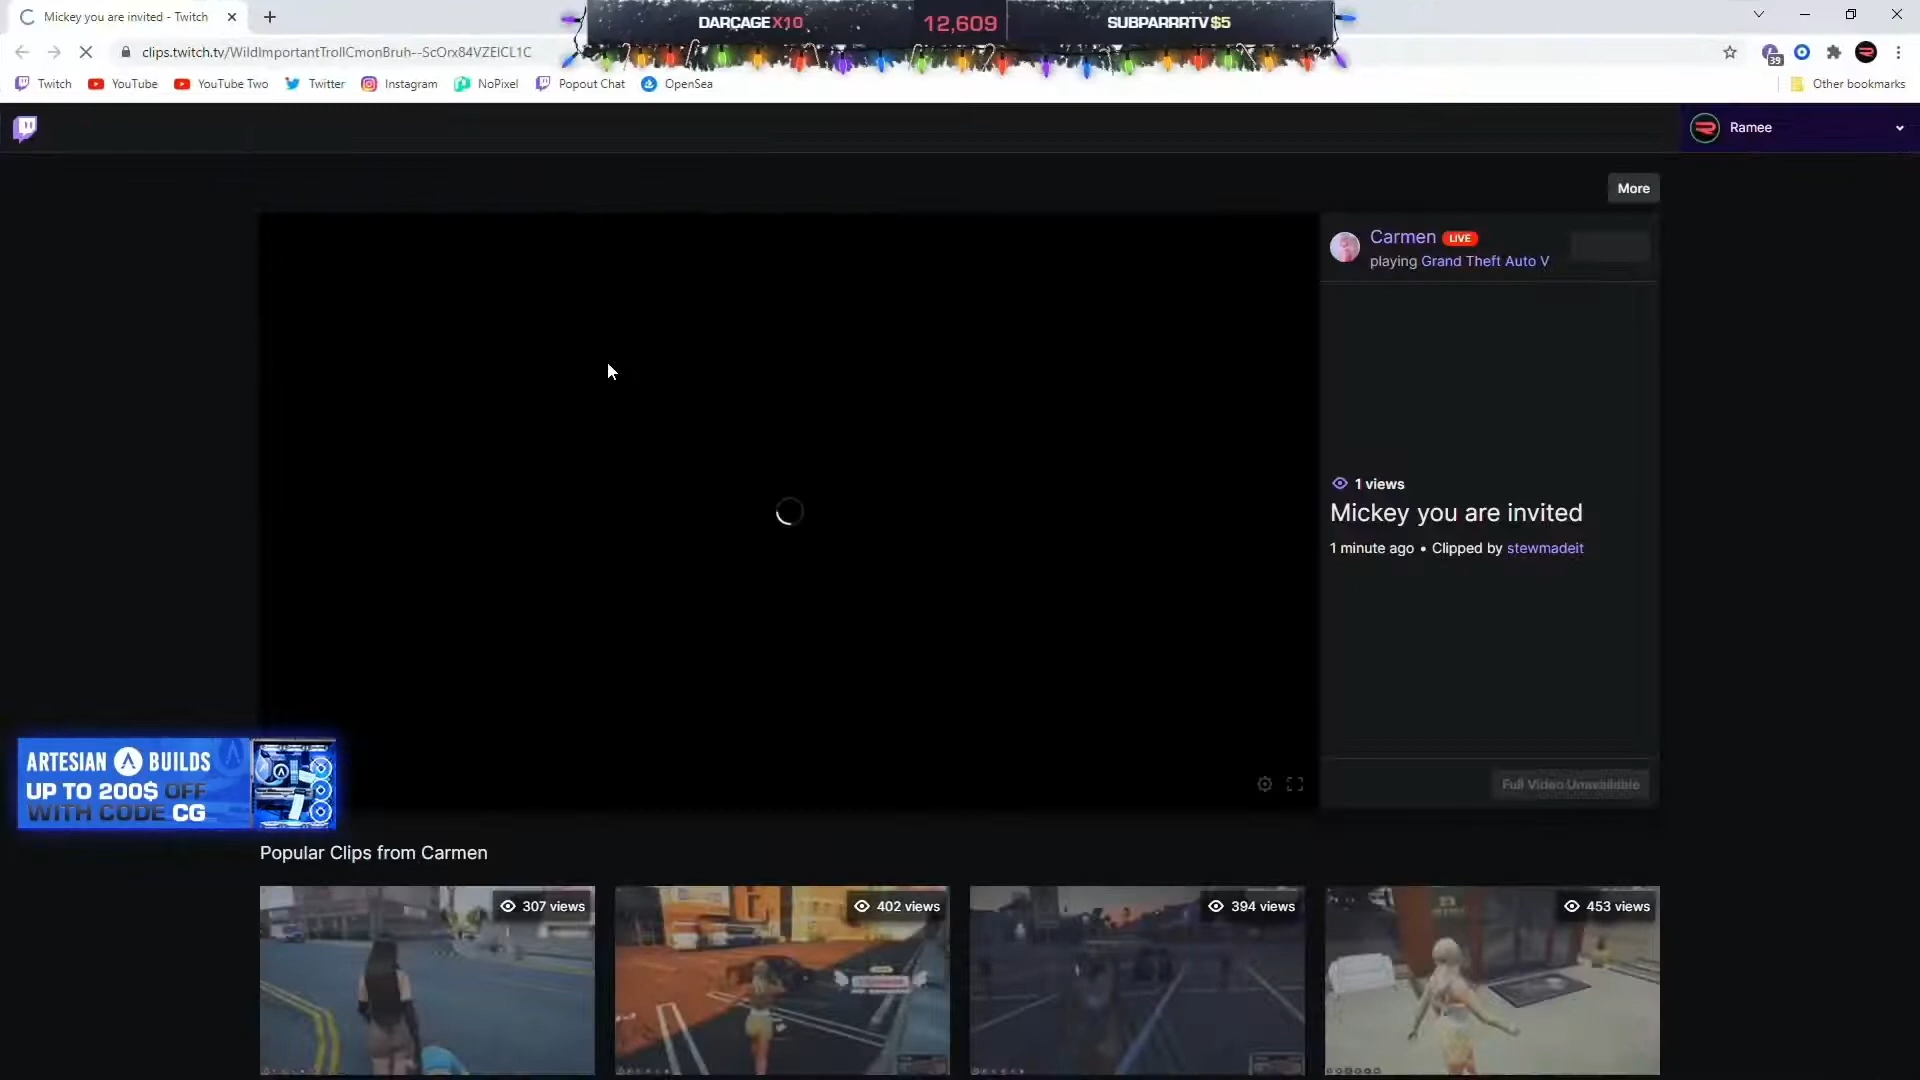 Mickey you are invited - Twitch
DARÇAGE X10
12,609
SUBPARRRTV $5
clips.twitch.tv/WildImportantTrollCmonBruh--ScOrx84VZEICL1C
39
Twitch
YouTube
YouTube Two
Twitter
Instagram
NoPixel
Popout Chat
OpenSea
Other bookmarks
Ramee
More
Carmen LIVE
playing Grand Theft Auto V
1 views
Mickey you are invited
1 minute ago • Clipped by stewmadeit
Full Video Unavailable
ARTESIAN BUILDS
UP TO 200$ OFF
WITH CODE CG
Popular Clips from Carmen
307 views
402 views
394 views
453 views